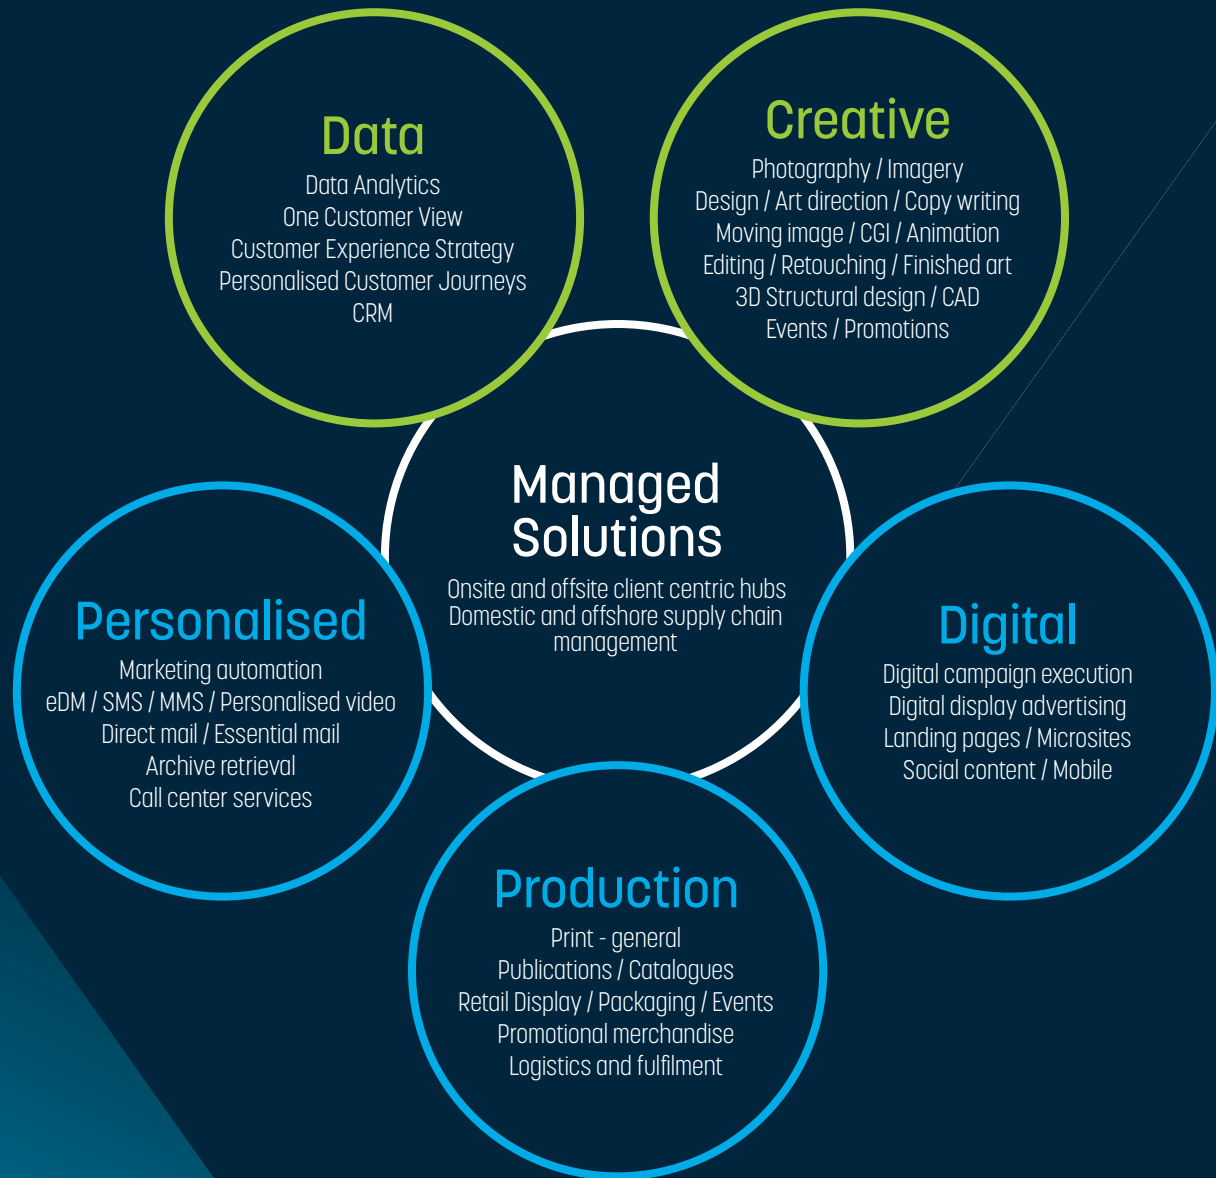 Data
Data Analytics
One Customer View
Customer Experience Strategy
Personalised Customer Journeys
CRM
Creative
Photography / Imagery
Design / Art direction / Copy writing
Moving image / CGI / Animation
Editing / Retouching / Finished art
3D Structural design / CAD
Events / Promotions
Managed
Solutions
Onsite and offsite client centric hubs
Domestic and offshore supply chain
management
Personalised
Marketing automation
eDM / SMS / MMS / Personalised video
Direct mail / Essential mail
Archive retrieval
Call center services
Digital
Digital campaign execution
Digital display advertising
Landing pages / Microsites
Social content / Mobile
Production
Print - general
Publications / Catalogues
Retail Display / Packaging / Events
Promotional merchandise
Logistics and fulfilment